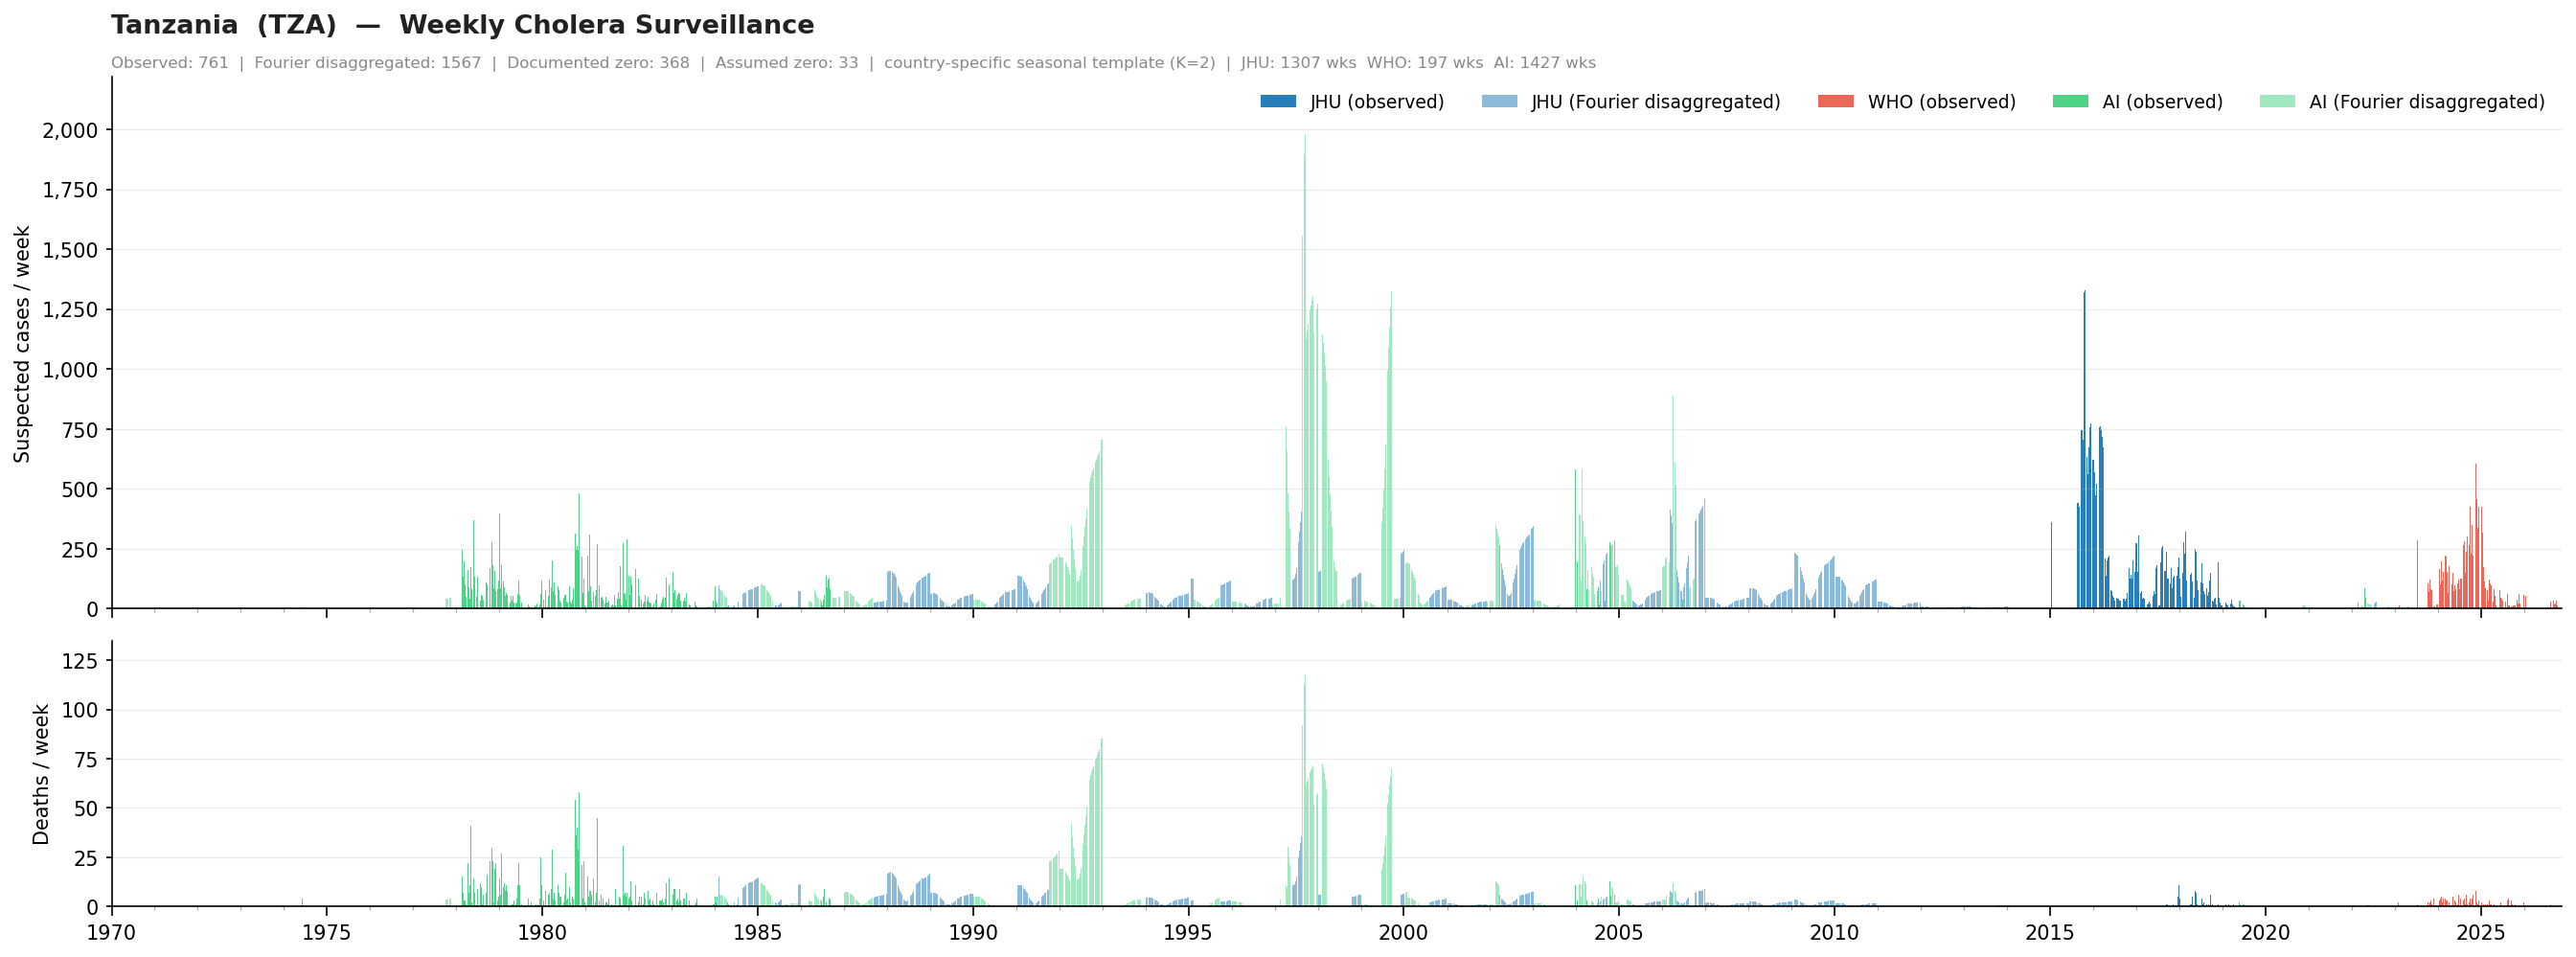 Tanzania  (TZA)  —  Weekly Cholera Surveillance
Observed: 761  |  Fourier disaggregated: 1567  |  Documented zero: 368  |  Assumed zero: 33  |  country-specific seasonal template (K=2)  |  JHU: 1307 wks  WHO: 197 wks  AI: 1427 wks
JHU (observed)  JHU (Fourier disaggregated)  WHO (observed)  AI (observed)  AI (Fourier disaggregated)
Suspected cases / week
2,000
1,750
1,500
1,250
1,000
750
500
250
0
Deaths / week
125
100
75
50
25
0
1970  1975  1980  1985  1990  1995  2000  2005  2010  2015  2020  2025